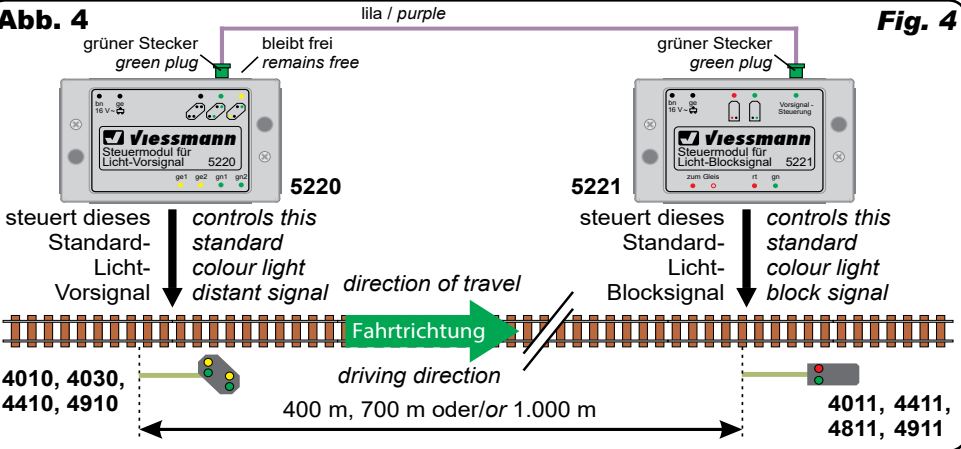 Abb. 4
lila / purple
Fig. 4
grüner Stecker
green plug
bleibt frei
remains free
grüner Stecker
green plug
bn
16 V~
ge
Viessmann
Steuermodul für
Licht-Vorsignal 5220
ge1 ge2 gn1 gn2
5220
bn
16 V~
ge
Vorsignal -
Steuerung
Viessmann
Steuermodul für
Licht-Blocksignal 5221
zum Gleis rt gn
5221
steuert dieses
Standard-
Licht-
Vorsignal
controls this
standard
colour light
distant signal
steuert dieses
Standard-
Licht-
Blocksignal
controls this
standard
colour light
block signal
direction of travel
Fahrtrichtung
driving direction
4010, 4030,
4410, 4910
400 m, 700 m oder/or 1.000 m
4011, 4411,
4811, 4911